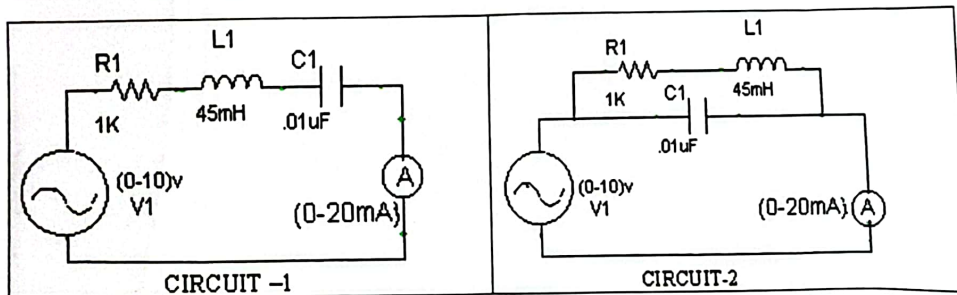 L1
R1
C1
1K
45mH
.01uF
(0-10)v
V1
A
(0-20mA)
CIRCUIT –1
L1
R1
1K
45mH
C1
.01uF
(0-10)v
V1
(0-20mA)
A
CIRCUIT-2